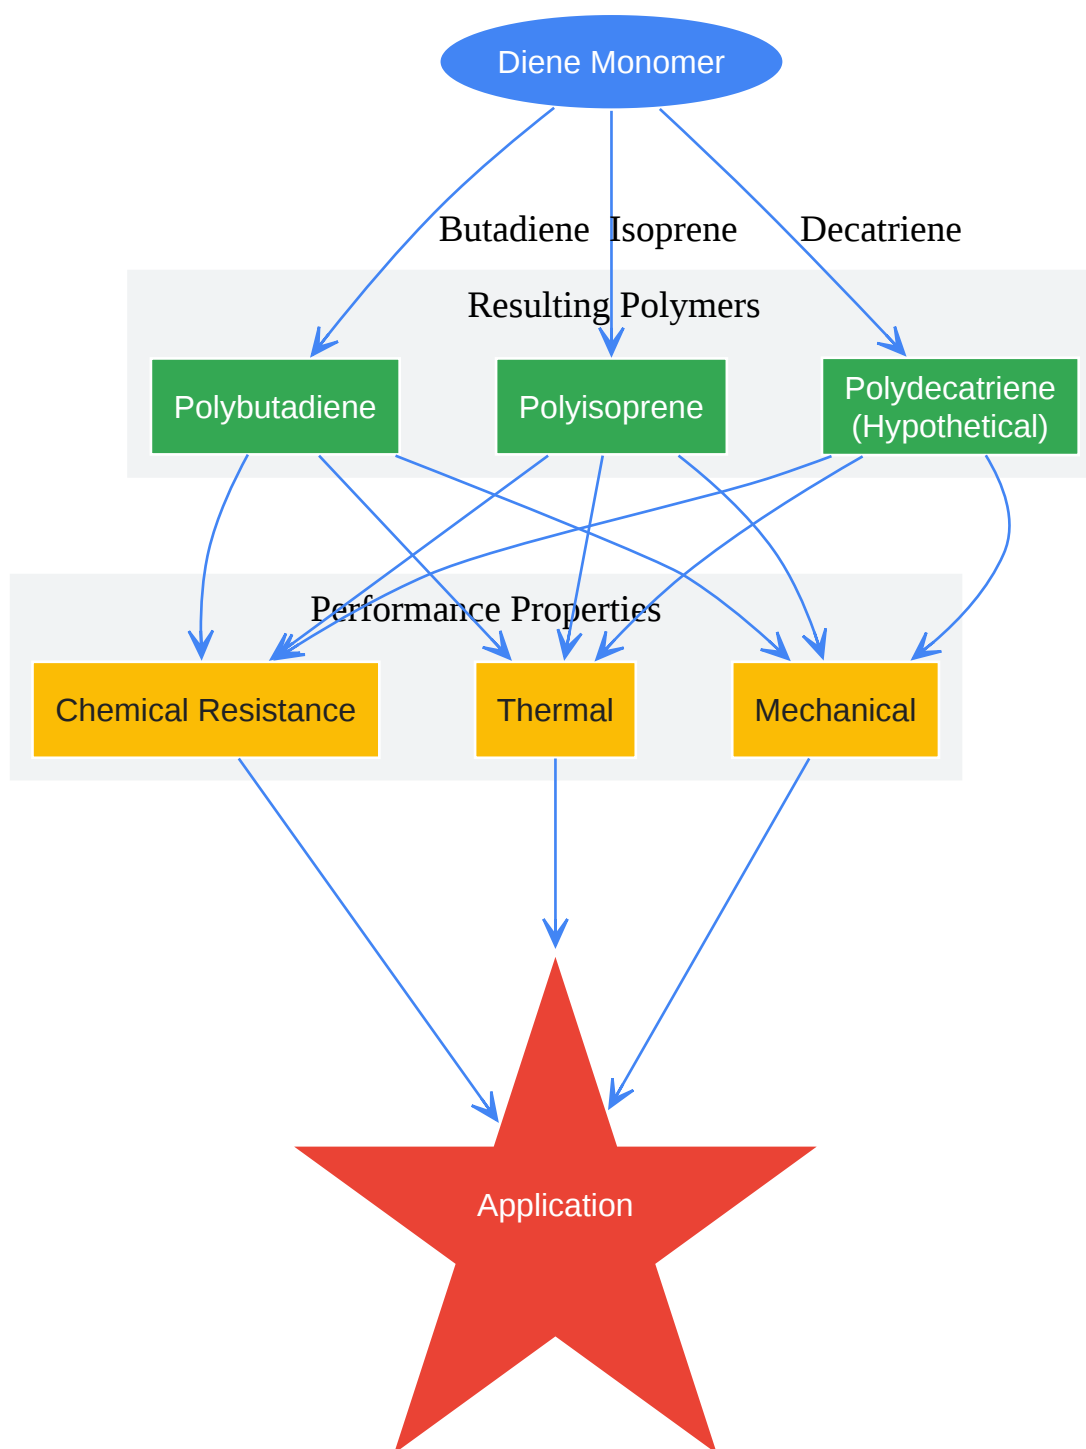 Diene Monomer
Butadiene
Isoprene
Decatriene
Resulting Polymers
Polybutadiene
Polyisoprene
Polydecatriene
(Hypothetical)
Performance Properties
Chemical Resistance
Thermal
Mechanical
Application